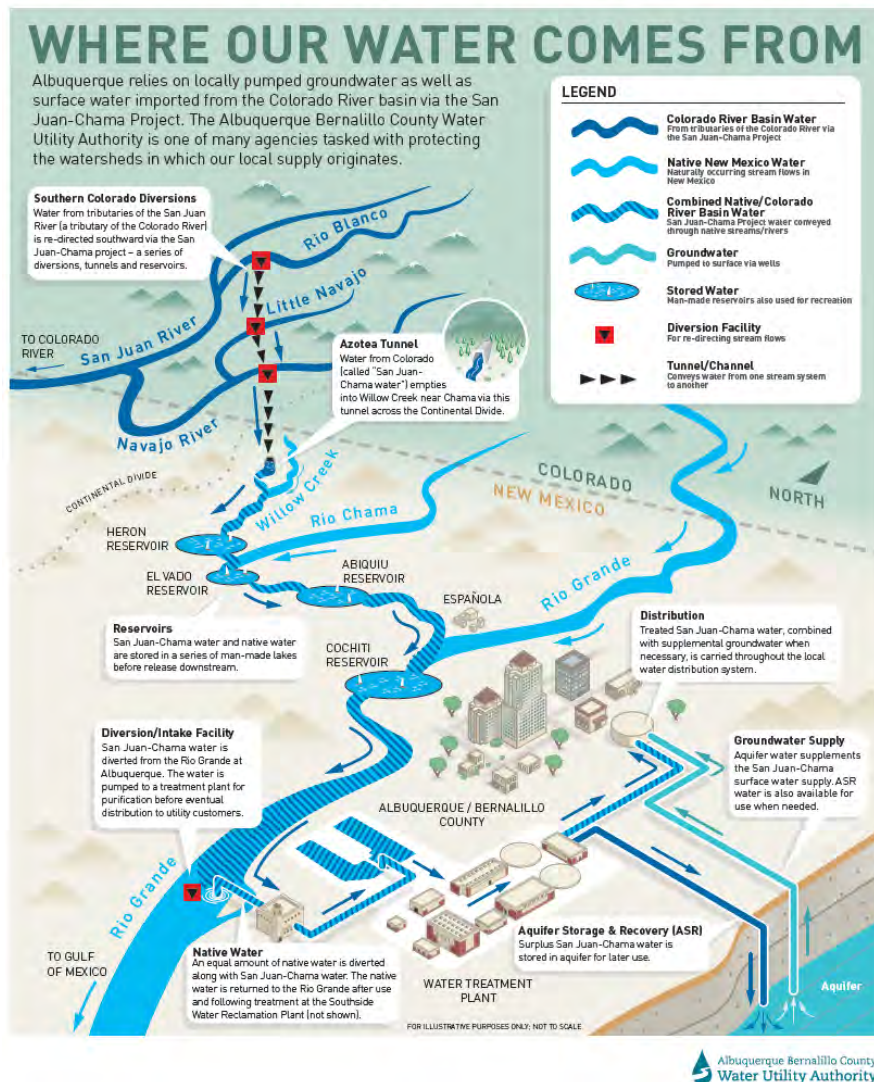 WHERE OUR WATER COMES FROM
Albuquerque relies on locally pumped groundwater as well as
surface water imported from the Colorado River basin via the San
Juan-Chama Project. The Albuquerque Bernalillo County Water
Utility Authority is one of many agencies tasked with protecting
the watersheds in which our local supply originates.
LEGEND
Colorado River Basin Water
From tributaries of the Colorado River via
the San Juan-Chama Project
Native New Mexico Water
Naturally occurring stream flows in
New Mexico
Combined Native/Colorado
River Basin Water
San Juan-Chama Project water conveyed
through native streams/rivers
Groundwater
Pumped to surface via wells
Stored Water
Man-made reservoirs also used for recreation
Diversion Facility
For re-directing stream flows
Tunnel/Channel
Conveys water from one stream system
to another
Southern Colorado Diversions
Water from tributaries of the San Juan
River (a tributary of the Colorado River)
is re-directed southward via the San
Juan-Chama project – a series of
diversions, tunnels and reservoirs.
Rio Blanco
Little Navajo
TO COLORADO
RIVER
San Juan River
Navajo River
Azotea Tunnel
Water from Colorado
(called "San Juan-
Chama water") empties
into Willow Creek near Chama via this
tunnel across the Continental Divide.
CONTINENTAL DIVIDE
Willow Creek
COLORADO
NEW MEXICO
NORTH
Rio Chama
HERON
RESERVOIR
EL VADO
RESERVOIR
ABIQUIU
RESERVOIR
ESPAÑOLA
Rio Grande
Reservoirs
San Juan-Chama water and native water
are stored in a series of man-made lakes
before release downstream.
COCHITI
RESERVOIR
Distribution
Treated San Juan-Chama water, combined
with supplemental groundwater when
necessary, is carried throughout the local
water distribution system.
Diversion/Intake Facility
San Juan-Chama water is
diverted from the Rio Grande at
Albuquerque. The water is
pumped to a treatment plant for
purification before eventual
distribution to utility customers.
Groundwater Supply
Aquifer water supplements
the San Juan-Chama
surface water supply. ASR
water is also available for
use when needed.
ALBUQUERQUE / BERNALILLO
COUNTY
Rio Grande
TO GULF
OF MEXICO
Native Water
An equal amount of native water is diverted
along with San Juan-Chama water. The native
water is returned to the Rio Grande after use
and following treatment at the Southside
Water Reclamation Plant (not shown).
WATER TREATMENT
PLANT
Aquifer Storage & Recovery (ASR)
Surplus San Juan-Chama water is
stored in aquifer for later use.
Aquifer
FOR ILLUSTRATIVE PURPOSES ONLY; NOT TO SCALE
Albuquerque Bernalillo County
Water Utility Authority